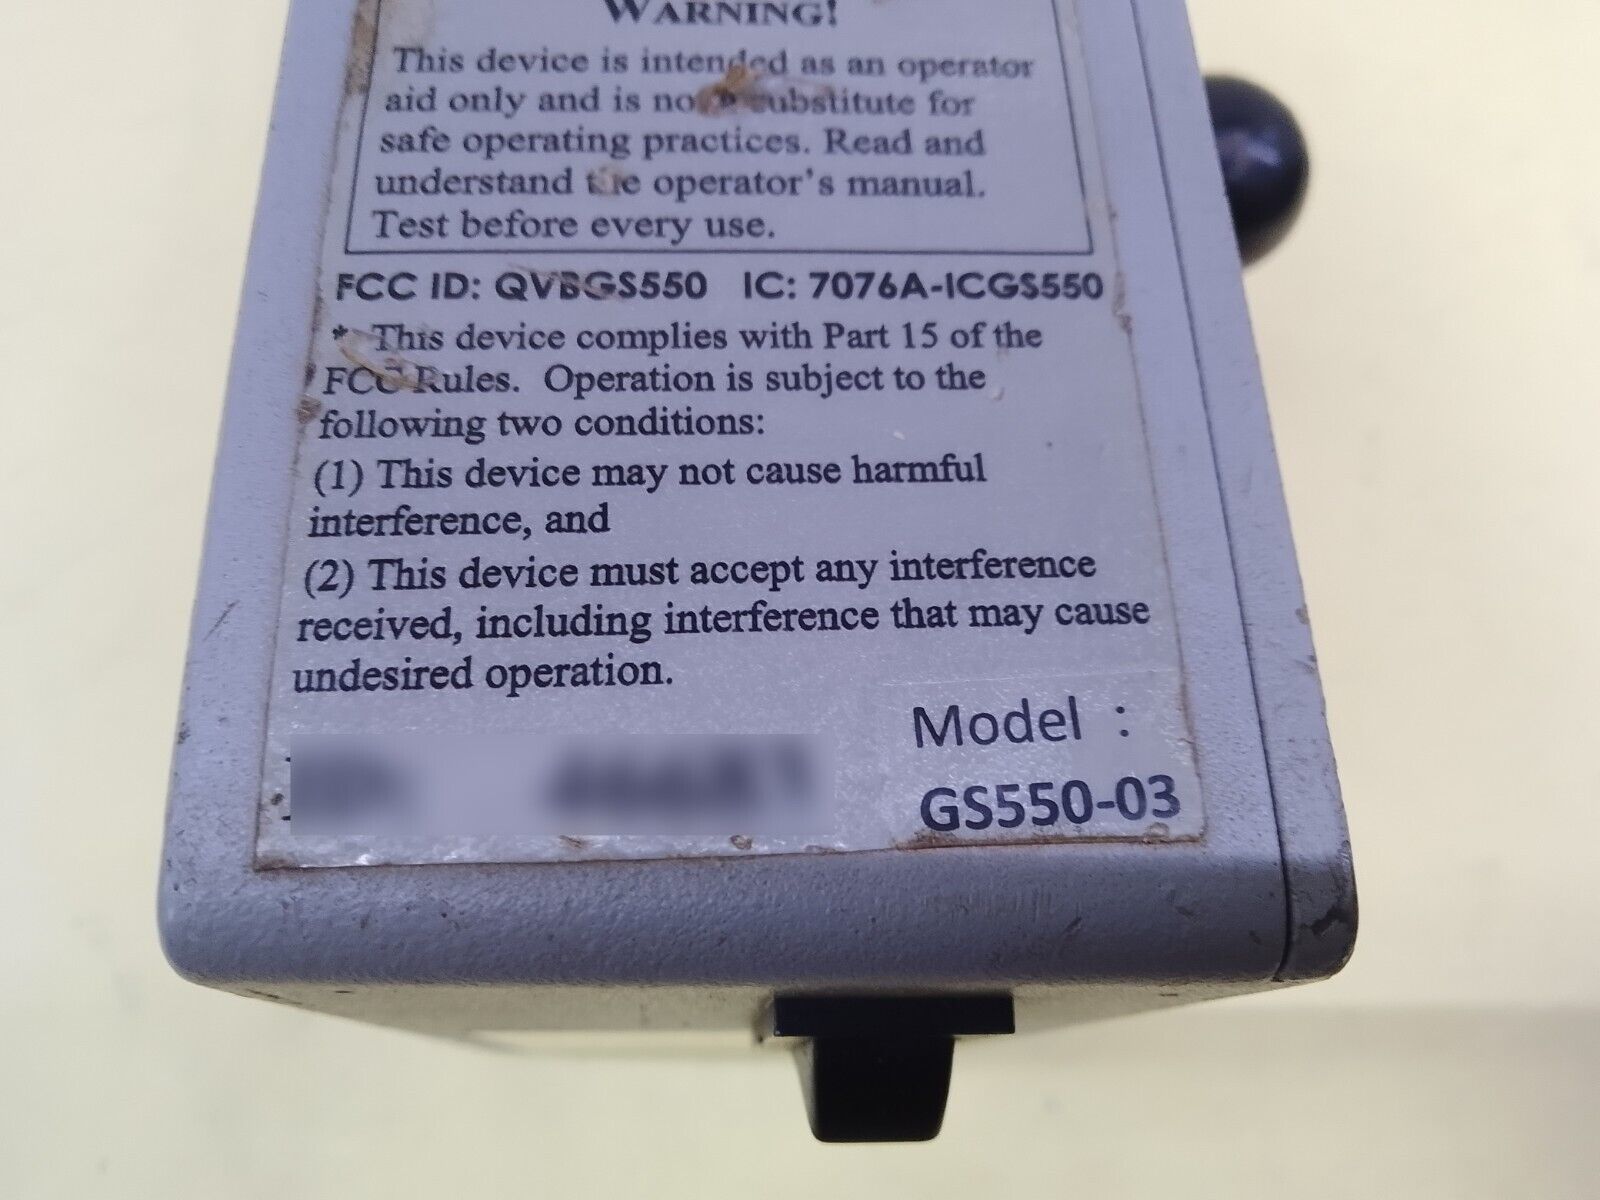 WARNING!
This device is intended as an operator
aid only and is not a substitute for
safe operating practices. Read and
understand the operator's manual.
Test before every use.
FCC ID: QVBGS550 IC: 7076A-ICGS550
* This device complies with Part 15 of the
FCC Rules. Operation is subject to the
following two conditions:
(1) This device may not cause harmful
interference, and
(2) This device must accept any interference
received, including interference that may cause
undesired operation.
Model :
GS550-03